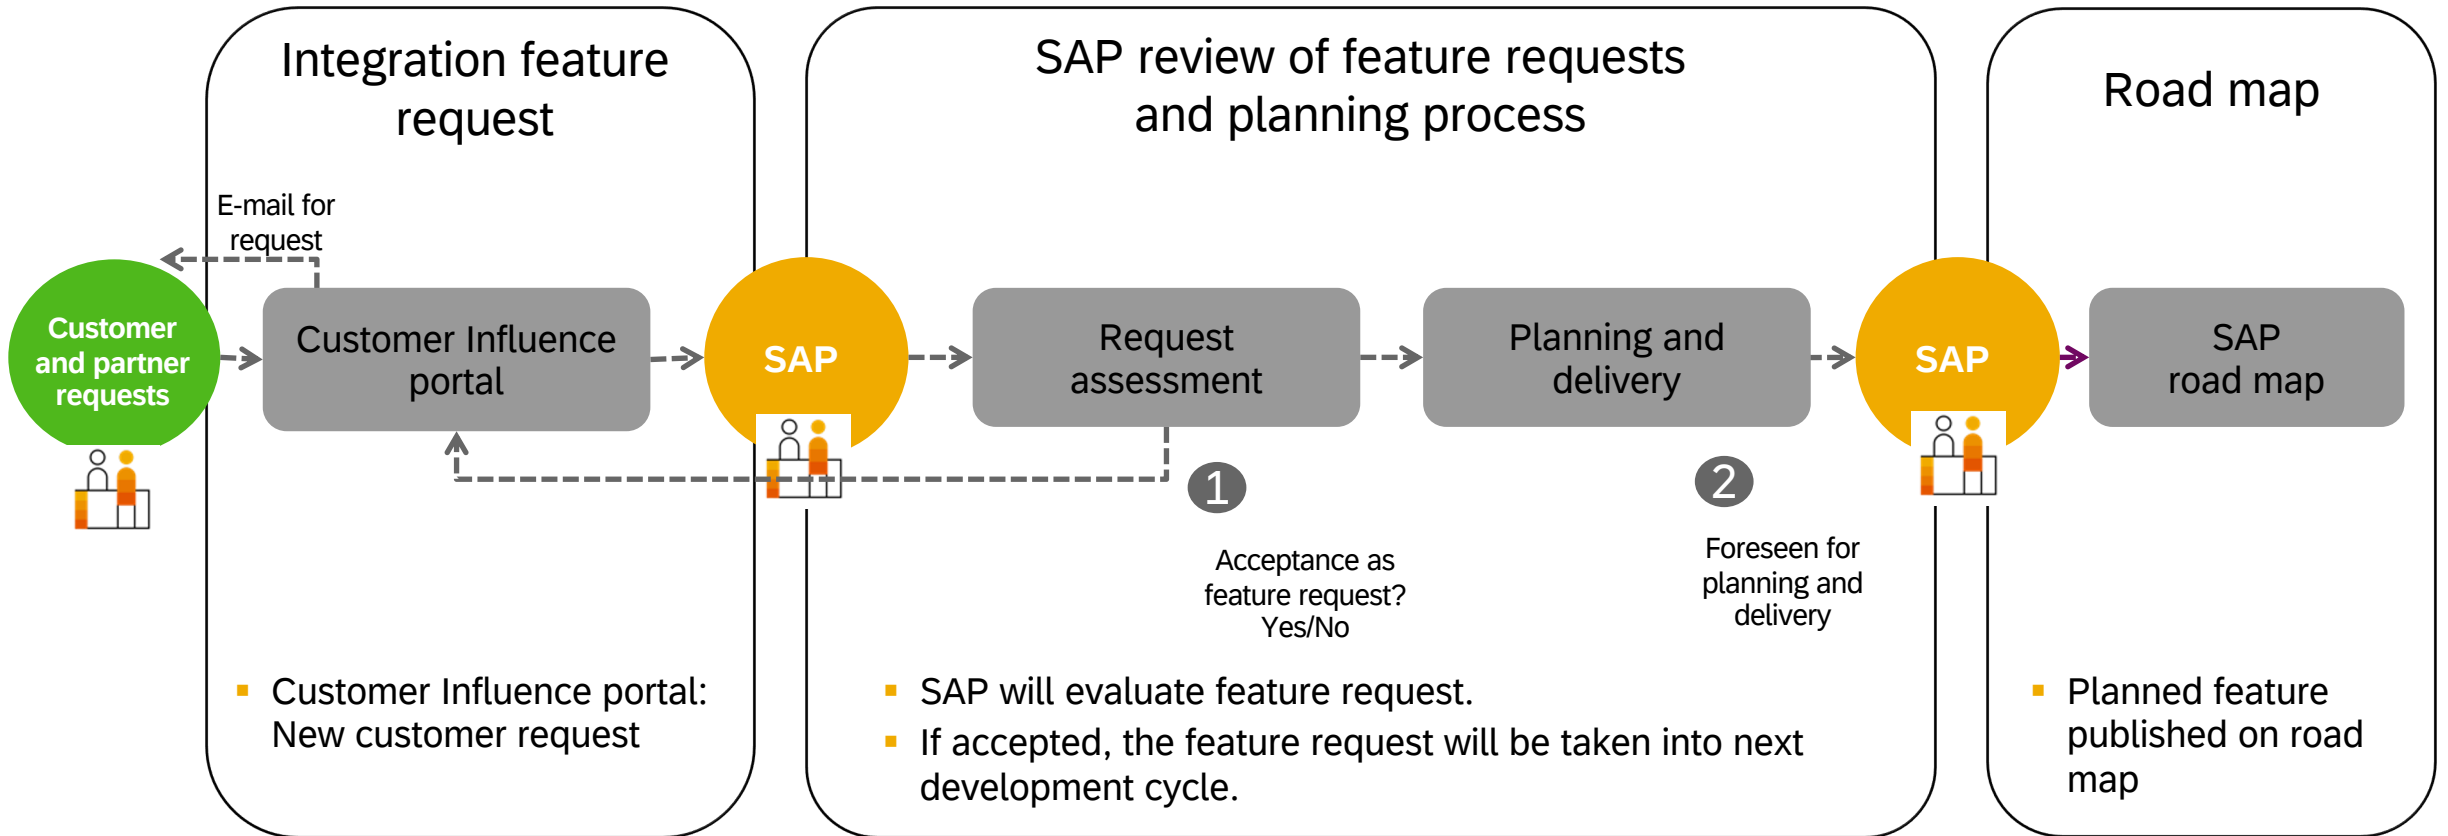 Integration feature
request
E-mail for
request
Customer
and partner
requests
Customer Influence
portal
▪ Customer Influence portal:
New customer request
SAP
SAP review of feature requests
and planning process
Request
assessment
Planning and
delivery
1
Acceptance as
feature request?
Yes/No
2
Foreseen for
planning and
delivery
▪ SAP will evaluate feature request.
▪ If accepted, the feature request will be taken into next
development cycle.
SAP
Road map
SAP
road map
▪ Planned feature
published on road
map